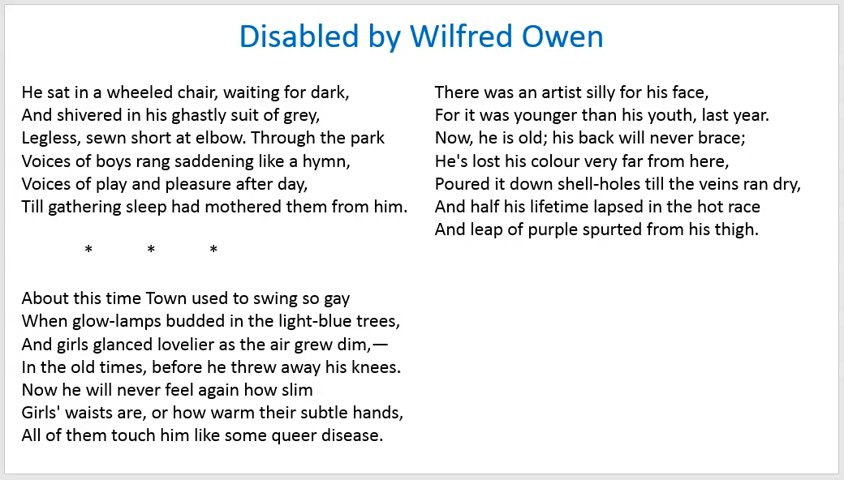 Disabled by Wilfred Owen
He sat in a wheeled chair, waiting for dark,
And shivered in his ghastly suit of grey,
Legless, sewn short at elbow. Through the park
Voices of boys rang saddening like a hymn,
Voices of play and pleasure after day,
Till gathering sleep had mothered them from him.
* * *
About this time Town used to swing so gay
When glow-lamps budded in the light-blue trees,
And girls glanced lovelier as the air grew dim,—
In the old times, before he threw away his knees.
Now he will never feel again how slim
Girls' waists are, or how warm their subtle hands,
All of them touch him like some queer disease.
There was an artist silly for his face,
For it was younger than his youth, last year.
Now, he is old; his back will never brace;
He's lost his colour very far from here,
Poured it down shell-holes till the veins ran dry,
And half his lifetime lapsed in the hot race
And leap of purple spurted from his thigh.